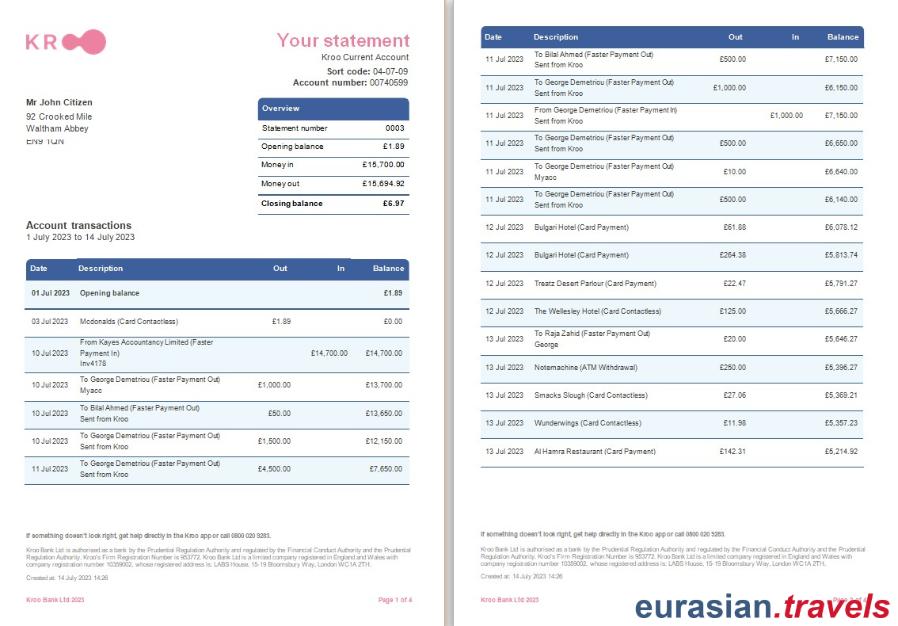 KROO
Your statement
Kroo Current Account
Sort code: 04-07-09
Account number: 00740599
Mr John Citizen
92 Crooked Mile
Waltham Abbey
EN9 1QN
Overview
Statement number 0003
Opening balance £1.89
Money in £15,700.00
Money out £15,694.92
Closing balance £6.97
Account transactions
1 July 2023 to 14 July 2023
Date Description Out In Balance
01 Jul 2023 Opening balance £1.89
03 Jul 2023 Mcdonalds (Card Contactless) £1.89 £0.00
From Kayes Accountancy Limited (Faster
10 Jul 2023 Payment In) £14,700.00 £14,700.00
Inv4178
10 Jul 2023 To George Demetriou (Faster Payment Out) £1,000.00 £13,700.00
Myacc
10 Jul 2023 To Bilal Ahmed (Faster Payment Out) £50.00 £13,650.00
Sent from Kroo
10 Jul 2023 To George Demetriou (Faster Payment Out) £1,500.00 £12,150.00
Sent from Kroo
11 Jul 2023 To George Demetriou (Faster Payment Out) £4,500.00 £7,650.00
Sent from Kroo
If something doesn't look right, get help directly in the Kroo app or call 0800 020 5263.
Kroo Bank Ltd is authorised as a bank by the Prudential Regulation Authority and regulated by the Financial Conduct Authority and the Prudential
Regulation Authority. Kroo's Firm Registration Number is 953772. Kroo Bank Ltd is a limited company registered in England and Wales with
company registration number 10359002, whose registered address is: LABS House, 15-19 Bloomsbury Way, London WC1A 2TH.
Created at: 14 July 2023 14:26
Kroo Bank Ltd 2023 Page 1 of 4
Date Description Out In Balance
11 Jul 2023 To Bilal Ahmed (Faster Payment Out) £500.00 £7,150.00
Sent from Kroo
11 Jul 2023 To George Demetriou (Faster Payment Out) £1,000.00 £6,150.00
Sent from Kroo
11 Jul 2023 From George Demetriou (Faster Payment In) £1,000.00 £7,150.00
Sent from Kroo
11 Jul 2023 To George Demetriou (Faster Payment Out) £500.00 £6,650.00
Sent from Kroo
11 Jul 2023 To George Demetriou (Faster Payment Out) £10.00 £6,640.00
Myacc
11 Jul 2023 To George Demetriou (Faster Payment Out) £500.00 £6,140.00
Sent from Kroo
12 Jul 2023 Bulgari Hotel (Card Payment) £61.88 £6,078.12
12 Jul 2023 Bulgari Hotel (Card Payment) £264.38 £5,813.74
12 Jul 2023 Treatz Desert Parlour (Card Payment) £22.47 £5,791.27
12 Jul 2023 The Wellesley Hotel (Card Contactless) £125.00 £5,666.27
13 Jul 2023 To Raja Zahid (Faster Payment Out) £20.00 £5,646.27
George
13 Jul 2023 Notemachine (ATM Withdrawal) £250.00 £5,396.27
13 Jul 2023 Smacks Slough (Card Contactless) £27.06 £5,369.21
13 Jul 2023 Wunderwings (Card Contactless) £11.98 £5,357.23
13 Jul 2023 Al Hamra Restaurant (Card Payment) £142.31 £5,214.92
If something doesn't look right, get help directly in the Kroo app or call 0800 020 5263.
Kroo Bank Ltd is authorised as a bank by the Prudential Regulation Authority and regulated by the Financial Conduct Authority and the Prudential
Regulation Authority. Kroo's Firm Registration Number is 953772. Kroo Bank Ltd is a limited company registered in England and Wales with
company registration number 10359002, whose registered address is: LABS House, 15-19 Bloomsbury Way, London WC1A 2TH.
Created at: 14 July 2023 14:26
Kroo Bank Ltd 2023
eurasian.travels